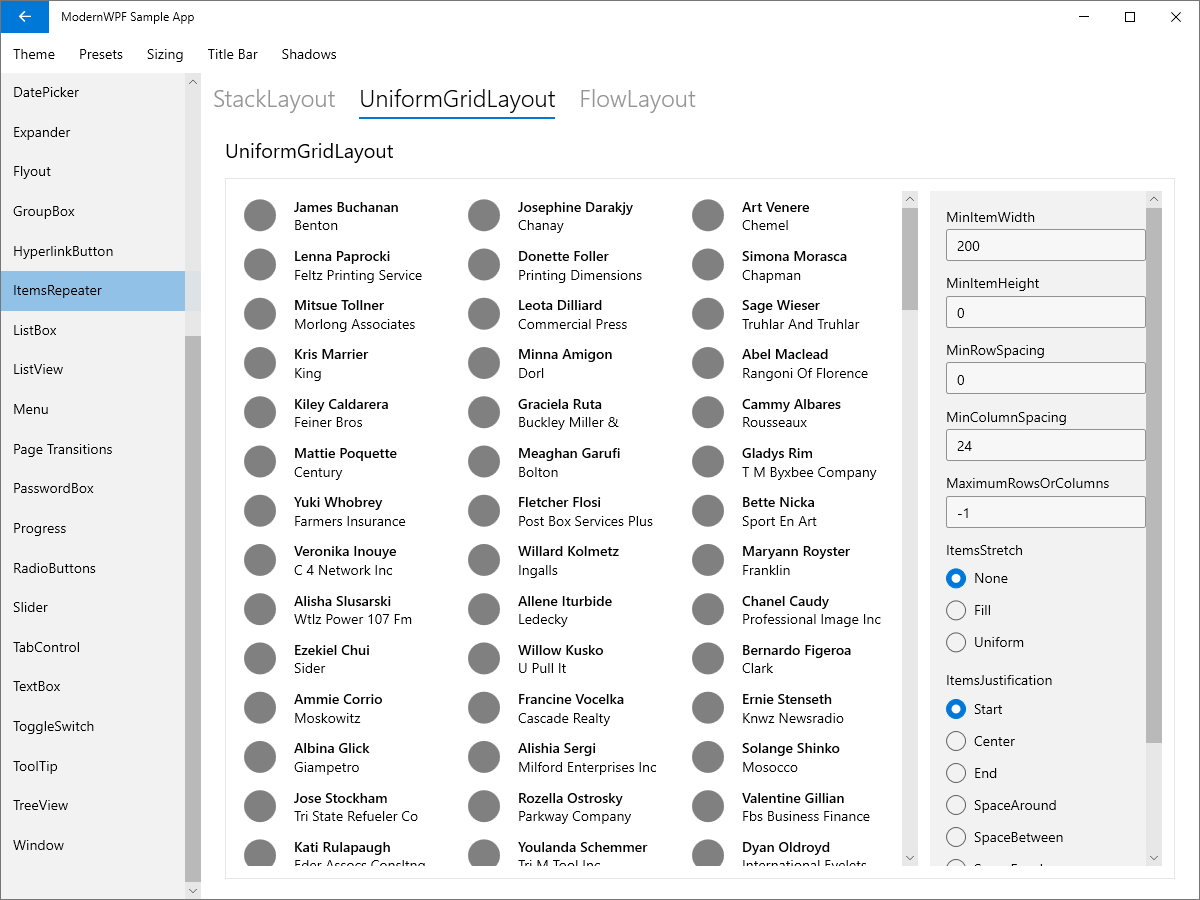 ModernWPF Sample App
Theme Presets Sizing Title Bar Shadows
DatePicker
Expander
Flyout
GroupBox
HyperlinkButton
ItemsRepeater
ListBox
ListView
Menu
Page Transitions
PasswordBox
Progress
RadioButtons
Slider
TabControl
TextBox
ToggleSwitch
ToolTip
TreeView
Window
StackLayout UniformGridLayout FlowLayout
UniformGridLayout
James Buchanan Josephine Darakjy Art Venere
Benton Chanay Chemel
Lenna Paprocki Donette Foller Simona Morasca
Feltz Printing Service Printing Dimensions Chapman
Mitsue Tollner Leota Dilliard Sage Wieser
Morlong Associates Commercial Press Truhlar And Truhlar
Kris Marrier Minna Amigon Abel Maclead
King Dorl Rangoni Of Florence
Kiley Caldarera Graciela Ruta Cammy Albares
Feiner Bros Buckley Miller & Rousseaux
Mattie Poquette Meaghan Garufi Gladys Rim
Century Bolton T M Byxbee Company
Yuki Whobrey Fletcher Flosi Bette Nicka
Farmers Insurance Post Box Services Plus Sport En Art
Veronika Inouye Willard Kolmetz Maryann Royster
C 4 Network Inc Ingalls Franklin
Alisha Slusarski Allene Iturbide Chanel Caudy
Wtlz Power 107 Fm Ledecky Professional Image Inc
Ezekiel Chui Willow Kusko Bernardo Figeroa
Sider U Pull It Clark
Ammie Corrio Francine Vocelka Ernie Stenseth
Moskowitz Cascade Realty Knwz Newsradio
Albina Glick Alishia Sergi Solange Shinko
Giampetro Milford Enterprises Inc Mosocco
Jose Stockham Rozella Ostrosky Valentine Gillian
Tri State Refueler Co Parkway Company Fbs Business Finance
Kati Rulapaugh Youlanda Schemmer Dyan Oldroyd
Eder Assocs Consltng Tri M Tool Inc International Eyelets
MinItemWidth
200
MinItemHeight
0
MinRowSpacing
0
MinColumnSpacing
24
MaximumRowsOrColumns
-1
ItemsStretch
None
Fill
Uniform
ItemsJustification
Start
Center
End
SpaceAround
SpaceBetween